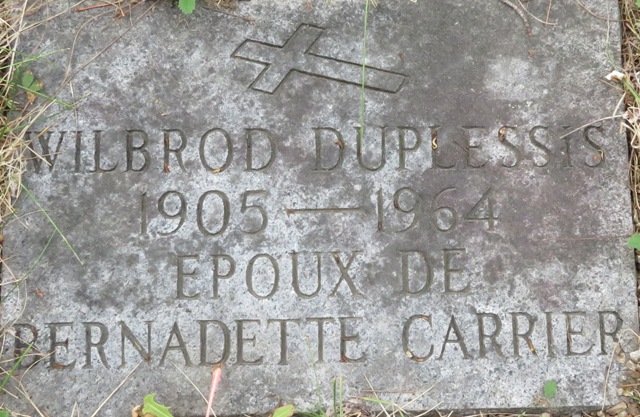 WILBROD DUPLESSIS
1905 — 1964
EPOUX DE
BERNADETTE CARRIER